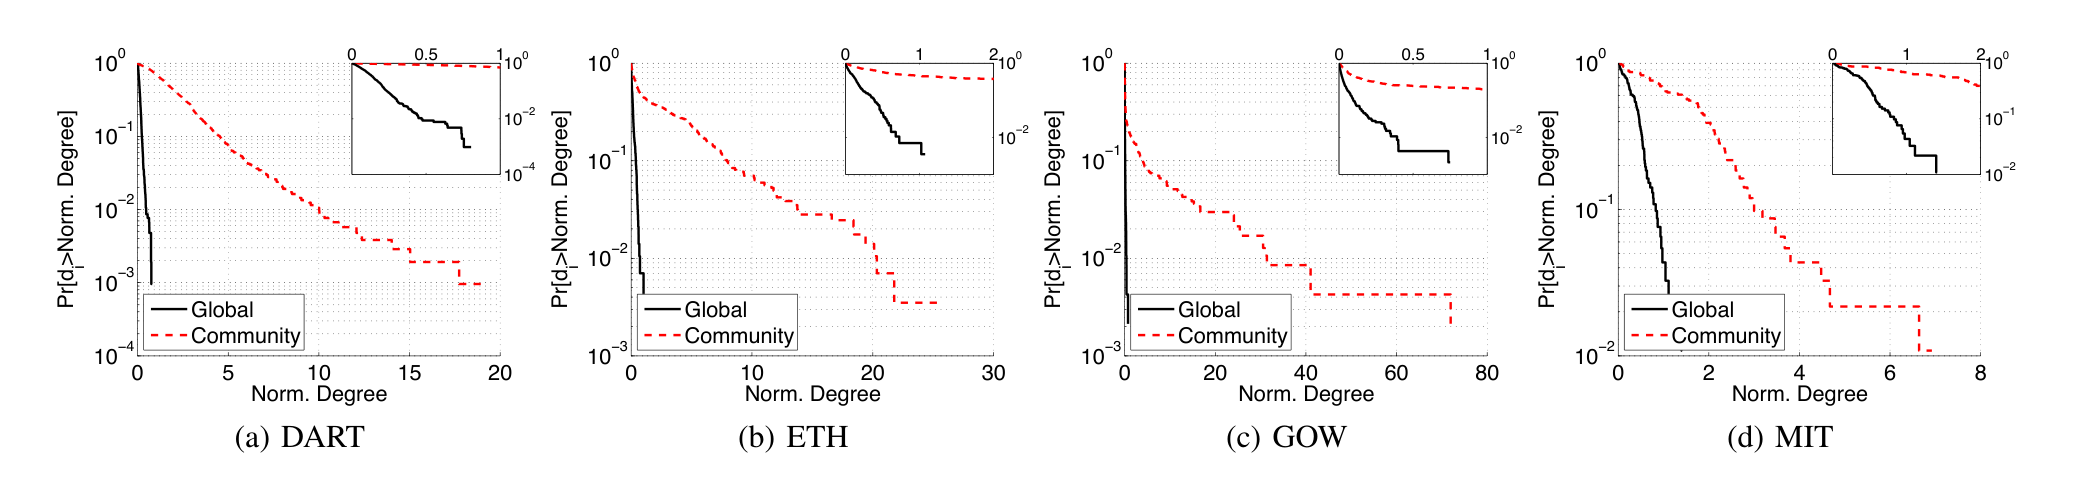 0 0.5 1
10^0
10^-2
10^-4
10^0
10^-1
10^-2
10^-3
10^-4
Pr[d_i>Norm. Degree]
Global
Community
0 5 10 15 20
Norm. Degree
(a) DART
0 1 2
10^0
10^-2
10^0
10^-1
10^-2
10^-3
Pr[d_i>Norm. Degree]
Global
Community
0 10 20 30
Norm. Degree
(b) ETH
0 0.5 1
10^0
10^-2
10^0
10^-1
10^-2
10^-3
Pr[d_i>Norm. Degree]
Global
Community
0 20 40 60 80
Norm. Degree
(c) GOW
0 1 2
10^0
10^-1
10^-2
10^0
10^-1
10^-2
Pr[d_i>Norm. Degree]
Global
Community
0 2 4 6 8
Norm. Degree
(d) MIT